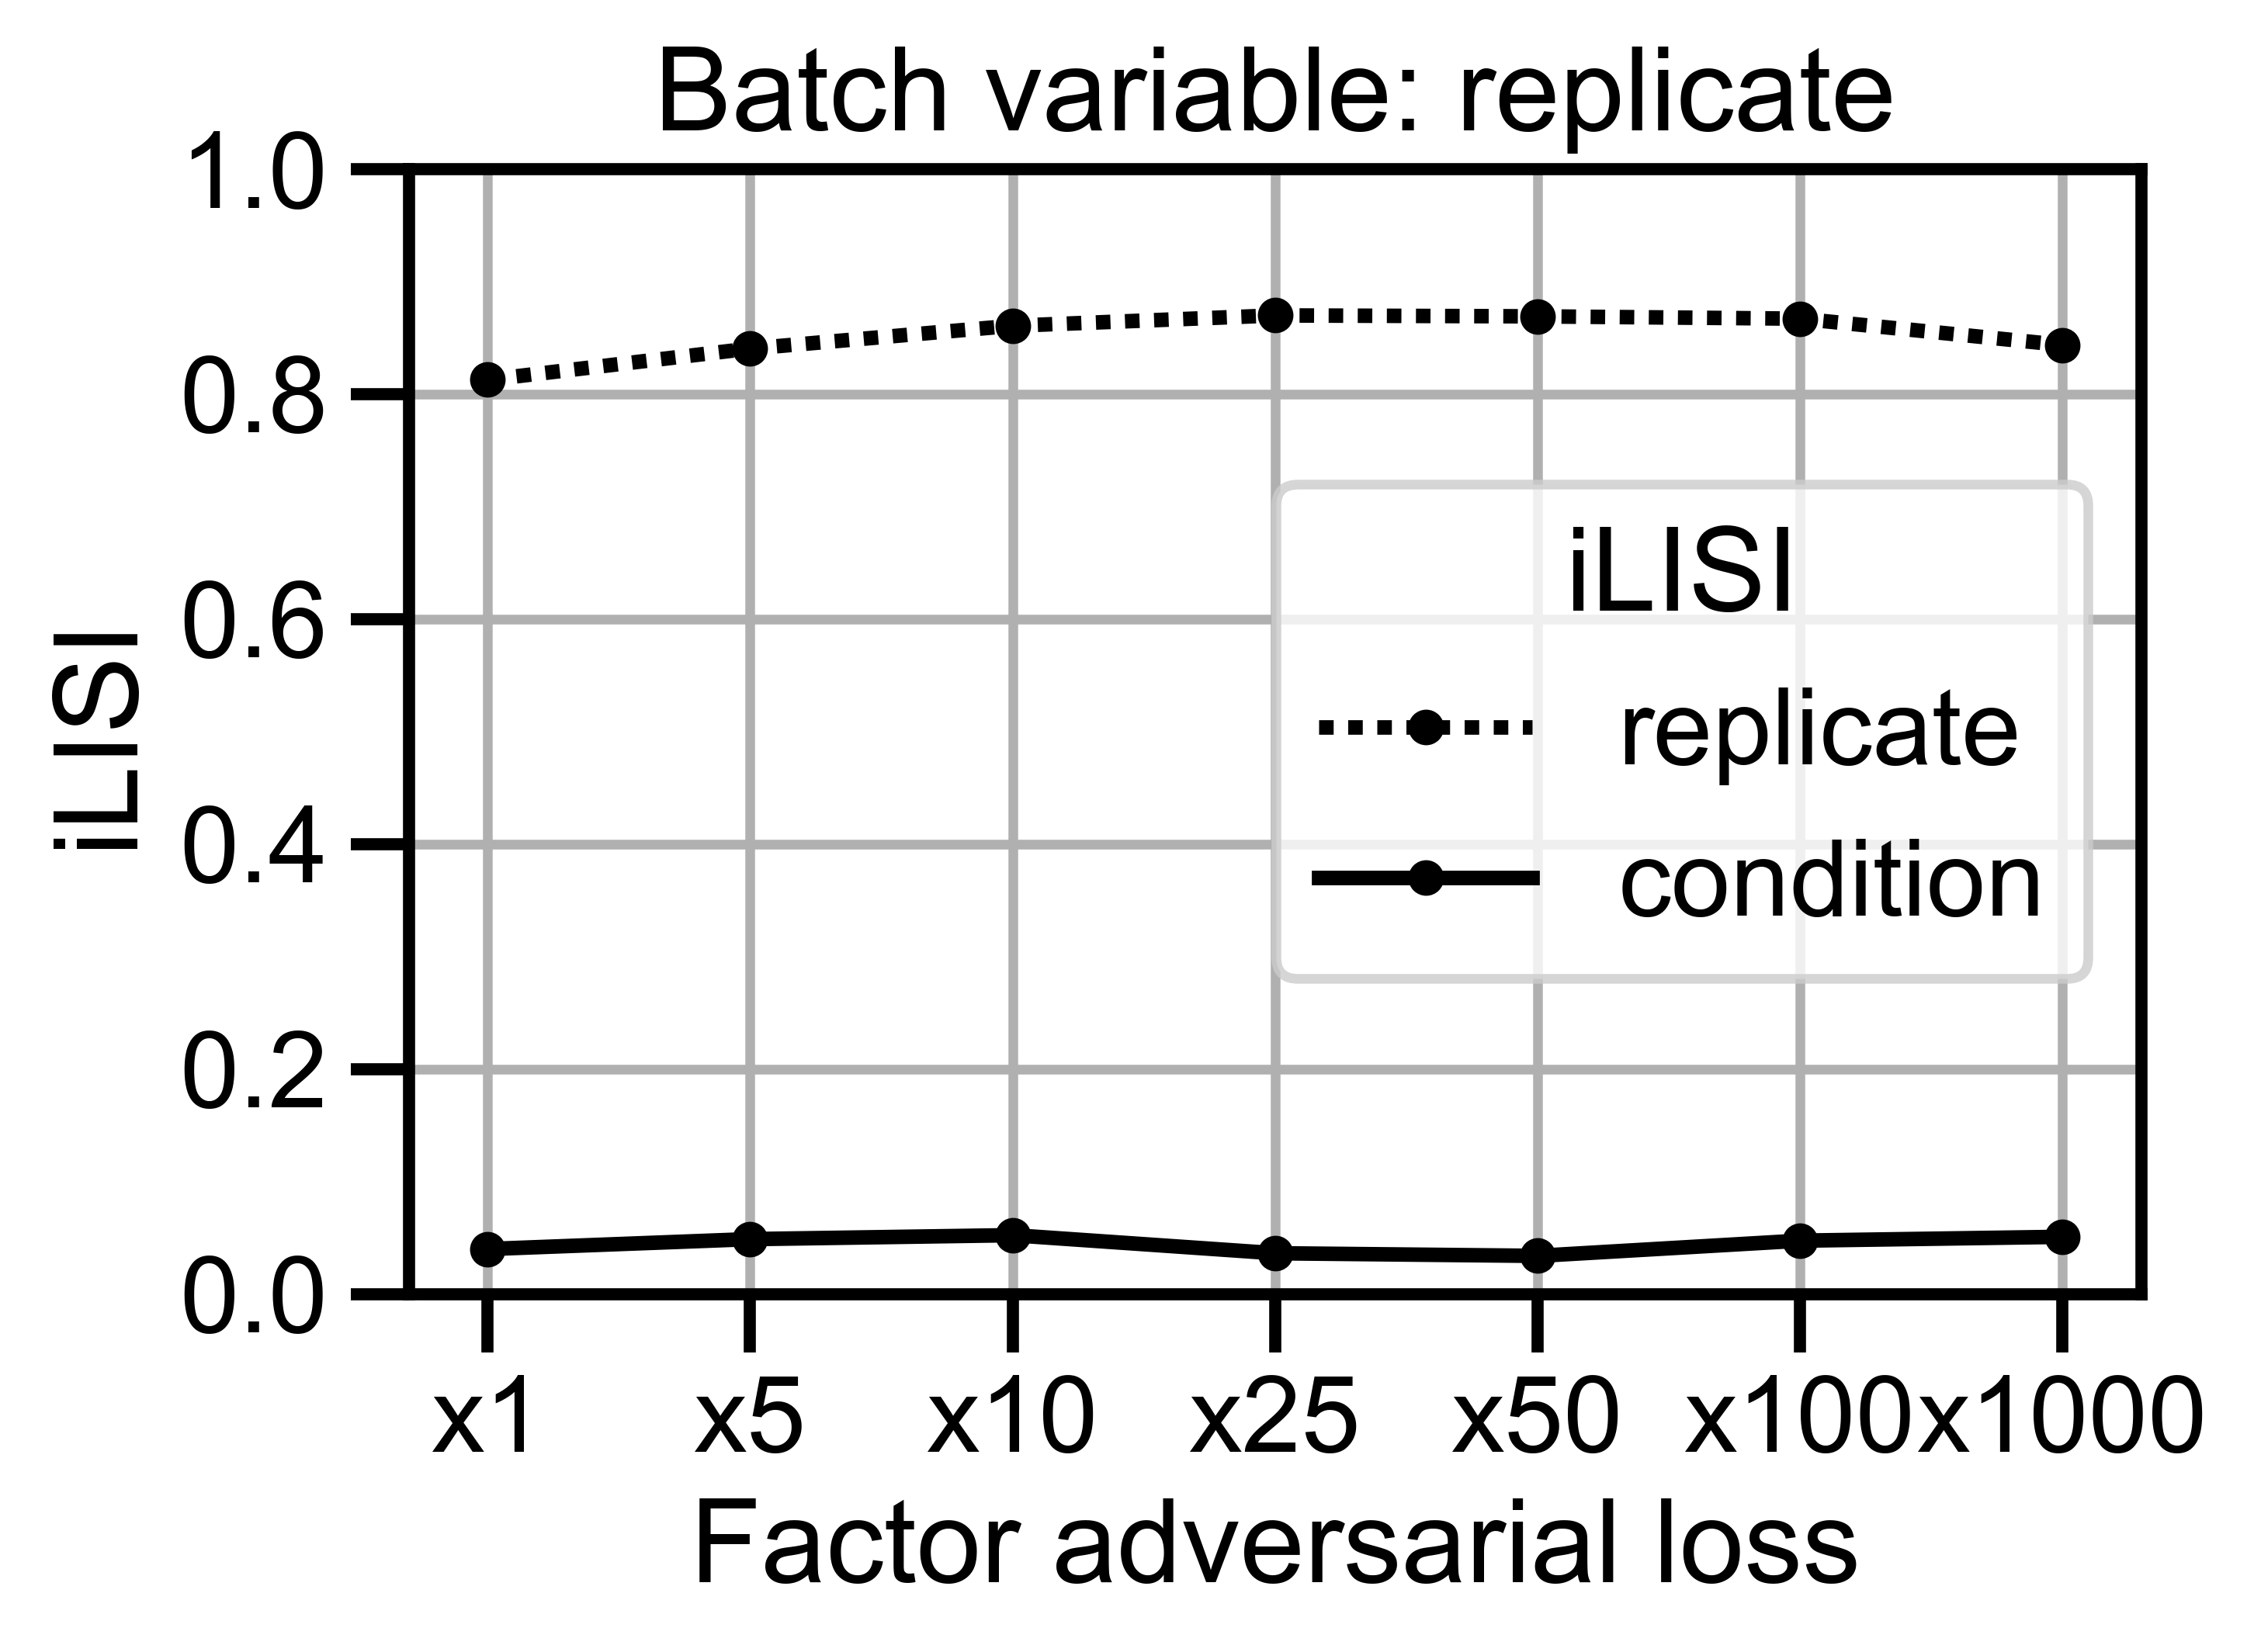 Batch variable: replicate
1.0
0.8
0.6
0.4
0.2
0.0
iLISI
iLISI
replicate
condition
x1 x5 x10 x25 x50 x100 x1000
Factor adversarial loss